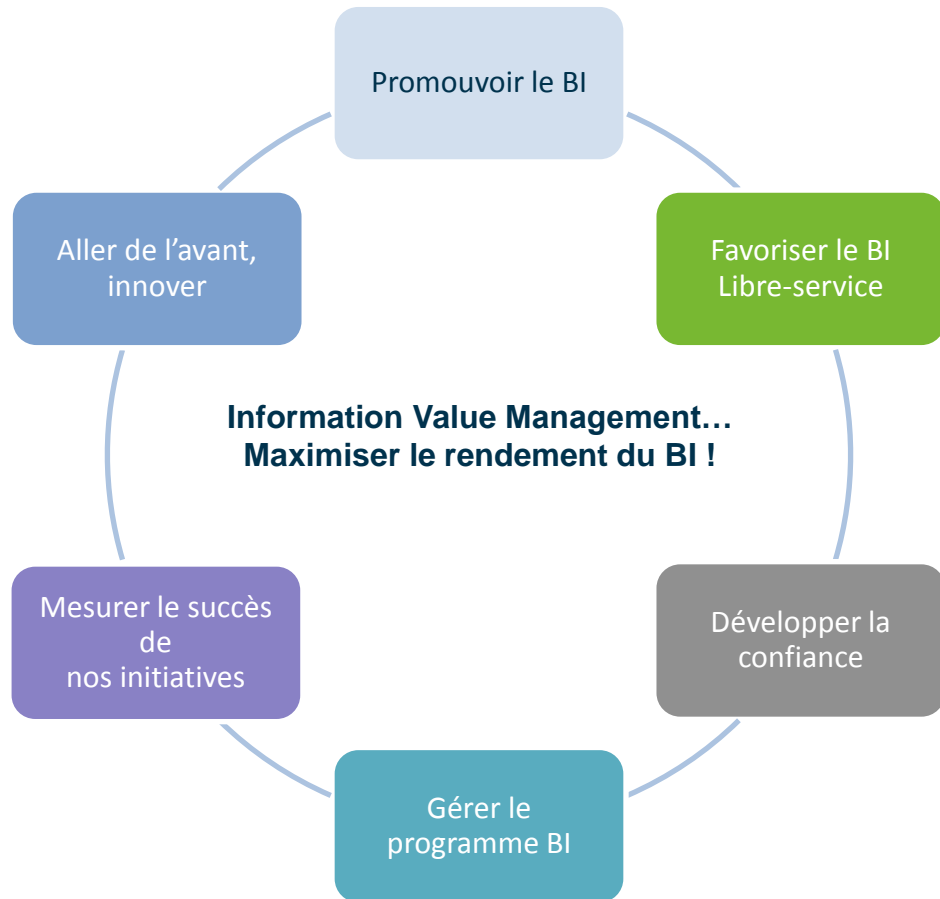 Promouvoir le BI
Aller de l’avant,
innover
Favoriser le BI
Libre-service
Information Value Management…
Maximiser le rendement du BI !
Mesurer le succès
de
nos initiatives
Développer la
confiance
Gérer le
programme BI